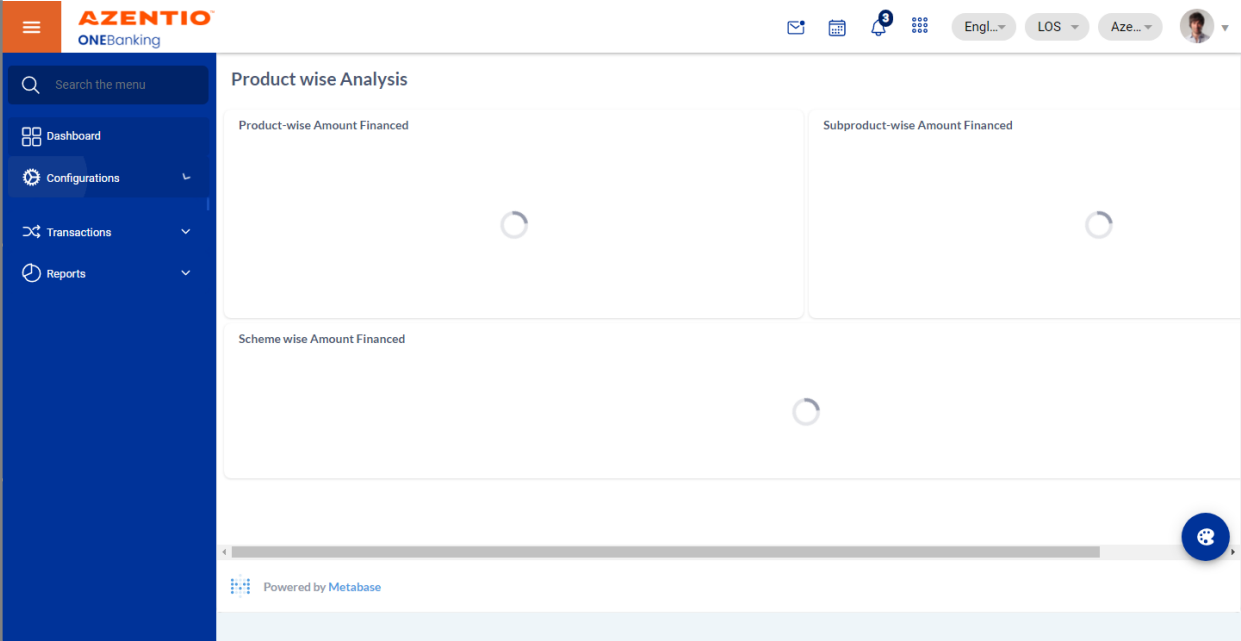 AZENTIO™
ONEBanking
3
Engl...
LOS
Aze...
Search the menu
Dashboard
Configurations
Transactions
Reports
Product wise Analysis
Product-wise Amount Financed
Subproduct-wise Amount Financed
Scheme wise Amount Financed
Powered by Metabase